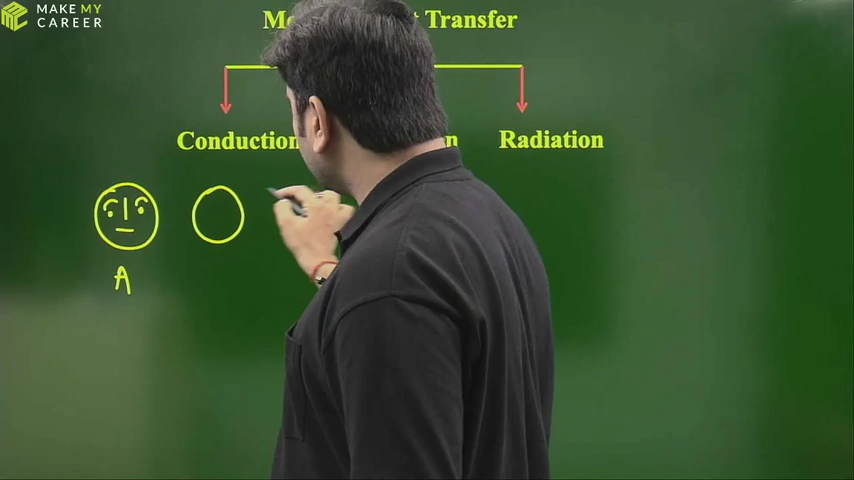 MAKE MY
CAREER
Transfer
Conduction
Radiation
A